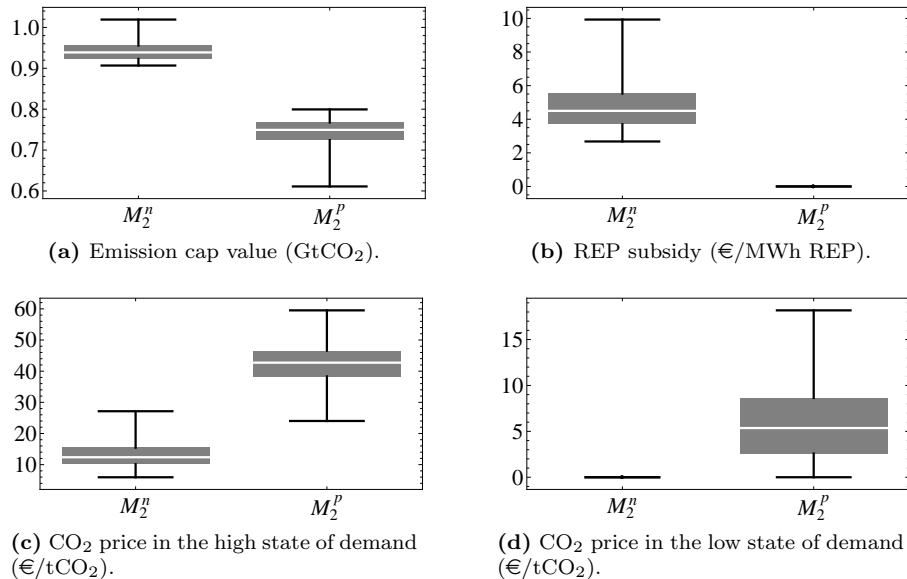 1.0
0.9
0.8
0.7
0.6
M₂ⁿ M₂ᵖ
(a) Emission cap value (GtCO₂).
10
8
6
4
2
0
M₂ⁿ M₂ᵖ
(b) REP subsidy (€/MWh REP).
60
50
40
30
20
10
M₂ⁿ M₂ᵖ
(c) CO₂ price in the high state of demand
(€/tCO₂).
15
10
5
0
M₂ⁿ M₂ᵖ
(d) CO₂ price in the low state of demand
(€/tCO₂).